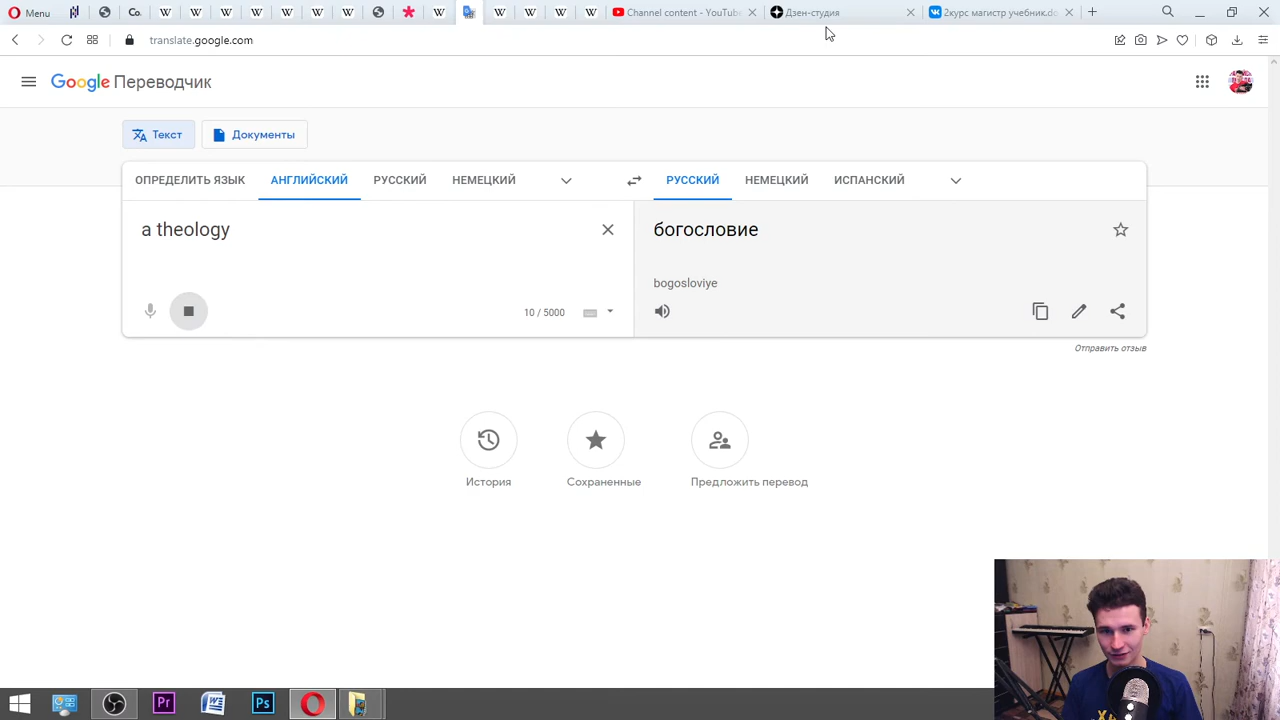 Menu Co. Channel content - YouTube Дзен-студия 2курс магистр учебник.do
translate.google.com
Google Переводчик
Текст Документы
ОПРЕДЕЛИТЬ ЯЗЫК АНГЛИЙСКИЙ РУССКИЙ НЕМЕЦКИЙ РУССКИЙ НЕМЕЦКИЙ ИСПАНСКИЙ
a theology богословие
bogosloviye
10 / 5000
Отправить отзыв
История Сохраненные Предложить перевод